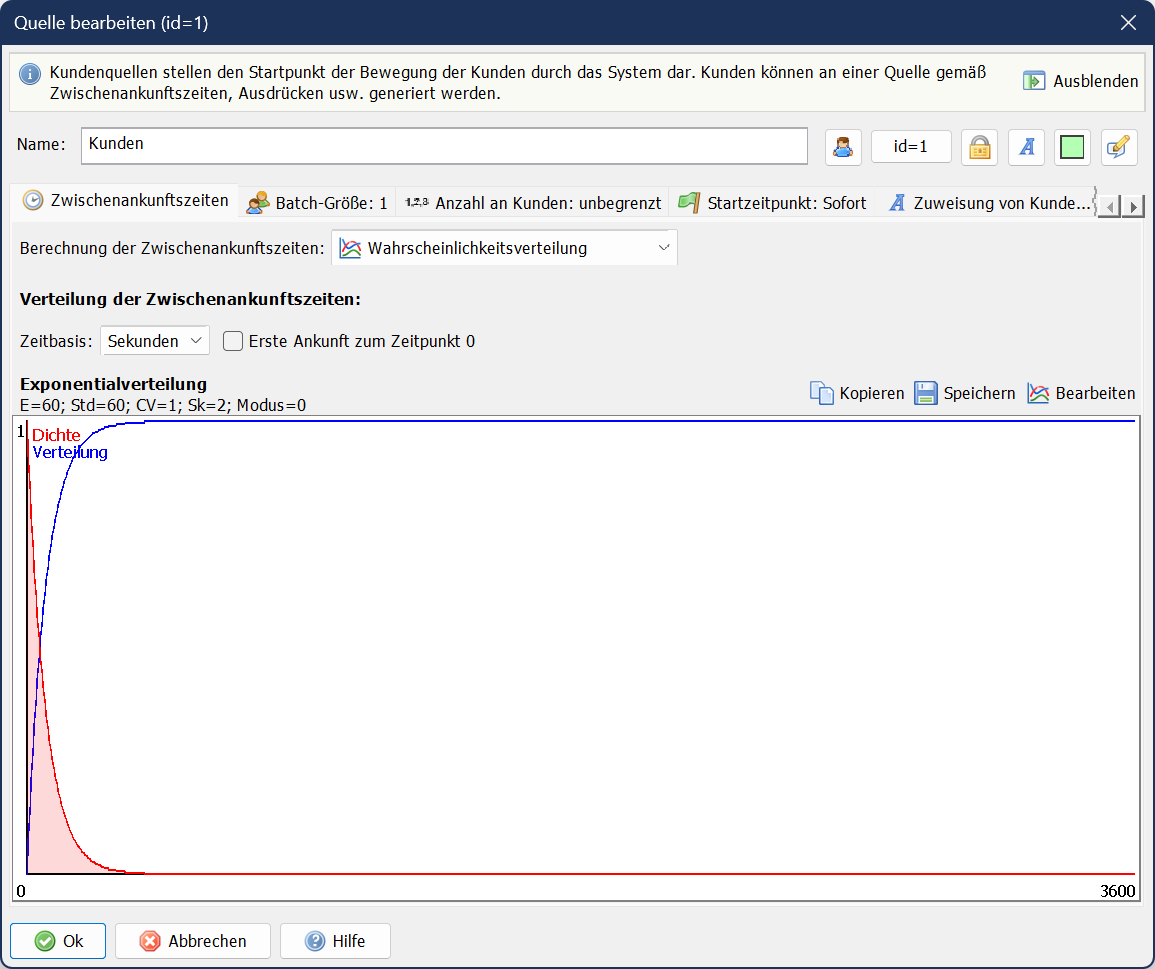 Quelle bearbeiten (id=1)
Kundenquellen stellen den Startpunkt der Bewegung der Kunden durch das System dar. Kunden können an einer Quelle gemäß
Zwischenankunftszeiten, Ausdrücken usw. generiert werden.
Ausblenden
Name: Kunden
id=1
Zwischenankunftszeiten
Batch-Größe: 1
1,2,3 Anzahl an Kunden: unbegrenzt
Startzeitpunkt: Sofort
Zuweisung von Kunde...
Berechnung der Zwischenankunftszeiten: Wahrscheinlichkeitsverteilung
Verteilung der Zwischenankunftszeiten:
Zeitbasis: Sekunden Erste Ankunft zum Zeitpunkt 0
Exponentialverteilung
E=60; Std=60; CV=1; Sk=2; Modus=0
Kopieren Speichern Bearbeiten
1
Dichte
Verteilung
0 3600
Ok Abbrechen Hilfe